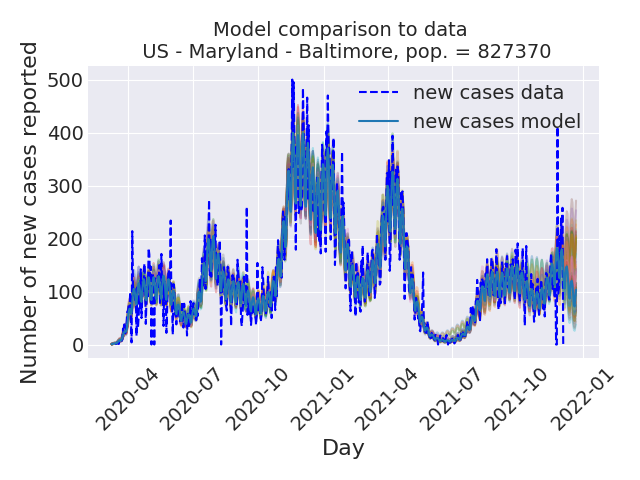 Model comparison to data
US - Maryland - Baltimore, pop. = 827370
Number of new cases reported
500
400
300
200
100
0
new cases data
new cases model
2020-04
2020-07
2020-10
2021-01
2021-04
2021-07
2021-10
2022-01
Day